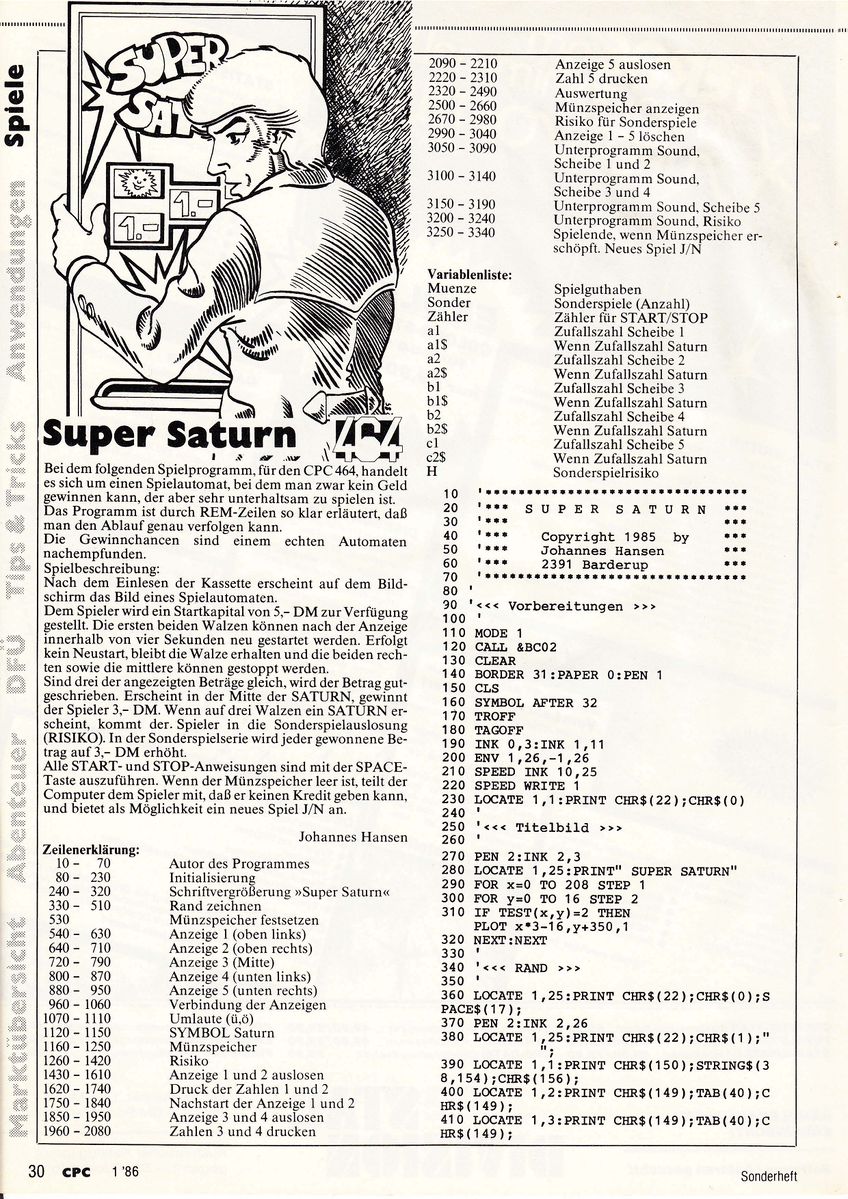 Spiele
Anwendungen
Tips & Tricks
DFÜ
Abenteuer
Marktübersicht
SUPER
SAT
1.-
1.-
Super Saturn 464
Bei dem folgenden Spielprogramm, für den CPC 464, handelt
es sich um einen Spielautomat, bei dem man zwar kein Geld
gewinnen kann, der aber sehr unterhaltsam zu spielen ist.
Das Programm ist durch REM-Zeilen so klar erläutert, daß
man den Ablauf genau verfolgen kann.
Die Gewinnchancen sind einem echten Automaten
nachempfunden.
Spielbeschreibung:
Nach dem Einlesen der Kassette erscheint auf dem Bild-
schirm das Bild eines Spielautomaten.
Dem Spieler wird ein Startkapital von 5,– DM zur Verfügung
gestellt. Die ersten beiden Walzen können nach der Anzeige
innerhalb von vier Sekunden neu gestartet werden. Erfolgt
kein Neustart, bleibt die Walze erhalten und die beiden rech-
ten sowie die mittlere können gestoppt werden.
Sind drei der angezeigten Beträge gleich, wird der Betrag gut-
geschrieben. Erscheint in der Mitte der SATURN, gewinnt
der Spieler 3,– DM. Wenn auf drei Walzen ein SATURN er-
scheint, kommt der. Spieler in die Sonderspielauslosung
(RISIKO). In der Sonderspielserie wird jeder gewonnene Be-
trag auf 3,– DM erhöht.
Alle START- und STOP-Anweisungen sind mit der SPACE-
Taste auszuführen. Wenn der Münzspeicher leer ist, teilt der
Computer dem Spieler mit, daß er keinen Kredit geben kann,
und bietet als Möglichkeit ein neues Spiel J/N an.
Johannes Hansen
Zeilenerklärung:
10 – 70 Autor des Programmes
80 – 230 Initialisierung
240 – 320 Schriftvergrößerung »Super Saturn«
330 – 510 Rand zeichnen
530 Münzspeicher festsetzen
540 – 630 Anzeige 1 (oben links)
640 – 710 Anzeige 2 (oben rechts)
720 – 790 Anzeige 3 (Mitte)
800 – 870 Anzeige 4 (unten links)
880 – 950 Anzeige 5 (unten rechts)
960 – 1060 Verbindung der Anzeigen
1070 – 1110 Umlaute (ü,ö)
1120 – 1150 SYMBOL Saturn
1160 – 1250 Münzspeicher
1260 – 1420 Risiko
1430 – 1610 Anzeige 1 und 2 auslosen
1620 – 1740 Druck der Zahlen 1 und 2
1750 – 1840 Nachstart der Anzeige 1 und 2
1850 – 1950 Anzeige 3 und 4 auslosen
1960 – 2080 Zahlen 3 und 4 drucken
2090 – 2210 Anzeige 5 auslosen
2220 – 2310 Zahl 5 drucken
2320 – 2490 Auswertung
2500 – 2660 Münzspeicher anzeigen
2670 – 2980 Risiko für Sonderspiele
2990 – 3040 Anzeige 1 – 5 löschen
3050 – 3090 Unterprogramm Sound,
Scheibe 1 und 2
3100 – 3140 Unterprogramm Sound,
Scheibe 3 und 4
3150 – 3190 Unterprogramm Sound, Scheibe 5
3200 – 3240 Unterprogramm Sound, Risiko
3250 – 3340 Spielende, wenn Münzspeicher er-
schöpft. Neues Spiel J/N
Variablenliste:
Muenze Spielguthaben
Sonder Sonderspiele (Anzahl)
Zähler Zähler für START/STOP
a1 Zufallszahl Scheibe 1
a1$ Wenn Zufallszahl Saturn
a2 Zufallszahl Scheibe 2
a2$ Wenn Zufallszahl Saturn
b1 Zufallszahl Scheibe 3
b1$ Wenn Zufallszahl Saturn
b2 Zufallszahl Scheibe 4
b2$ Wenn Zufallszahl Saturn
c1 Zufallszahl Scheibe 5
c2$ Wenn Zufallszahl Saturn
H Sonderspielrisiko
10 '*********************************
20 '*** S U P E R  S A T U R N ***
30 '*** ***
40 '*** Copyright 1985 by ***
50 '*** Johannes Hansen ***
60 '*** 2391 Barderup ***
70 '*********************************
80 '
90 '<<< Vorbereitungen >>>
100 '
110 MODE 1
120 CALL &BC02
130 CLEAR
140 BORDER 31:PAPER 0:PEN 1
150 CLS
160 SYMBOL AFTER 32
170 TROFF
180 TAGOFF
190 INK 0,3:INK 1,11
200 ENV 1,26,-1,26
210 SPEED INK 10,25
220 SPEED WRITE 1
230 LOCATE 1,1:PRINT CHR$(22);CHR$(0)
240 '
250 '<<< Titelbild >>>
260 '
270 PEN 2:INK 2,3
280 LOCATE 1,25:PRINT" SUPER SATURN"
290 FOR x=0 TO 208 STEP 1
300 FOR y=0 TO 16 STEP 2
310 IF TEST(x,y)=2 THEN
PLOT x*3-16,y+350,1
320 NEXT:NEXT
330 '
340 '<<< RAND >>>
350 '
360 LOCATE 1,25:PRINT CHR$(22);CHR$(0);S
PACE$(17);
370 PEN 2:INK 2,26
380 LOCATE 1,25:PRINT CHR$(22);CHR$(1);"
";
390 LOCATE 1,1:PRINT CHR$(150);STRING$(3
8,154);CHR$(156);
400 LOCATE 1,2:PRINT CHR$(149);TAB(40);C
HR$(149);
410 LOCATE 1,3:PRINT CHR$(149);TAB(40);C
HR$(149);
30 CPC 1'86
Sonderheft